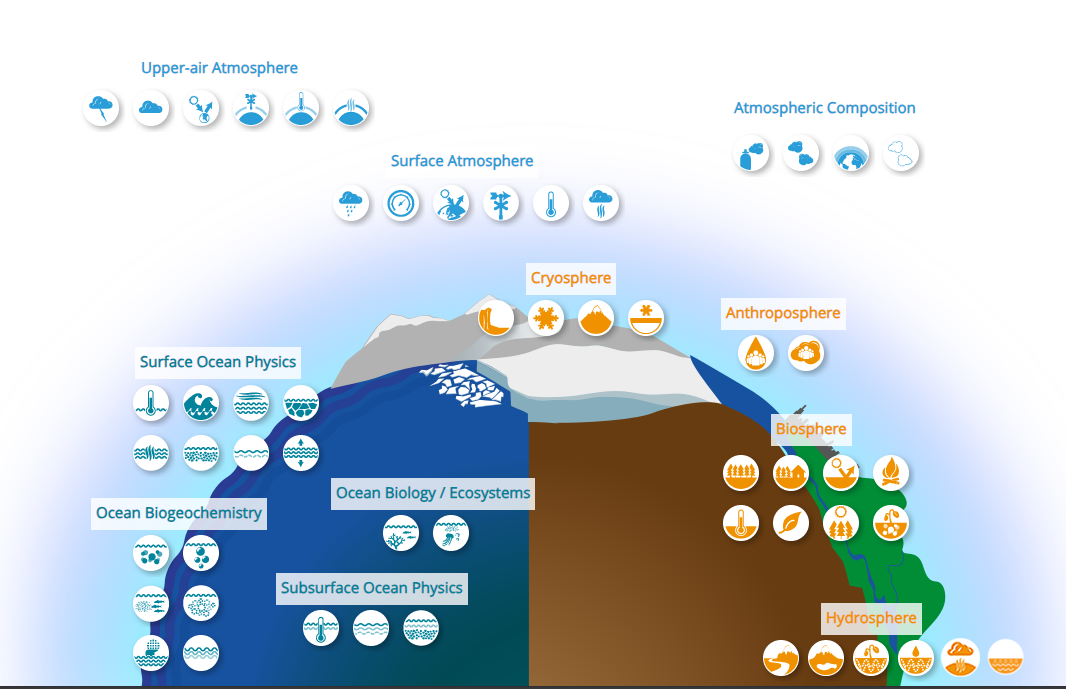 Upper-air Atmosphere
Atmospheric Composition
Surface Atmosphere
Cryosphere
Anthroposphere
Surface Ocean Physics
Biosphere
Ocean Biology / Ecosystems
Ocean Biogeochemistry
Subsurface Ocean Physics
Hydrosphere